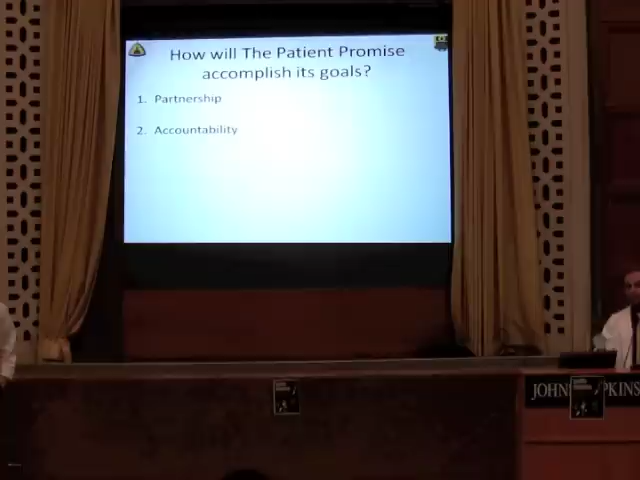 How will The Patient Promise
accomplish its goals?
1. Partnership
2. Accountability
JOHN PKINS